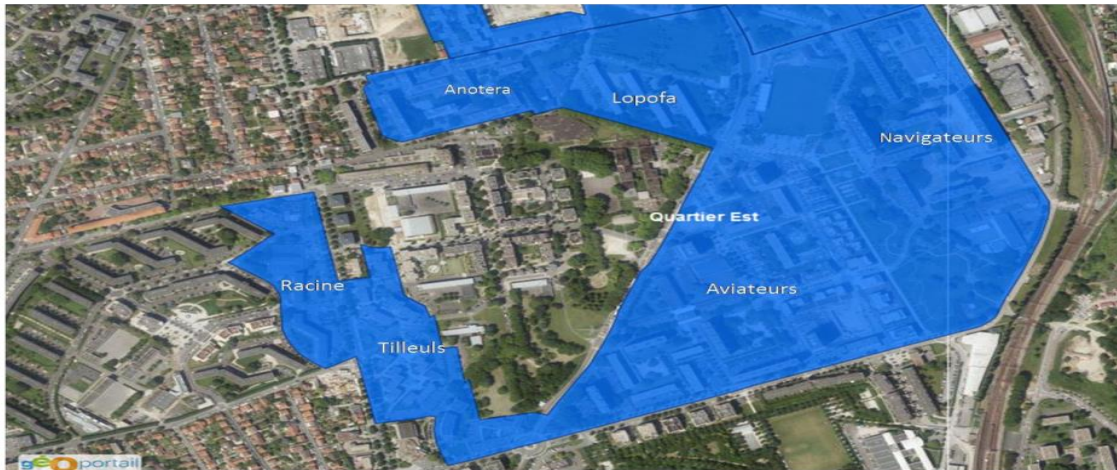 Anotera
Lopofa
Navigateurs
Quartier Est
Racine
Aviateurs
Tilleuls
géoportail